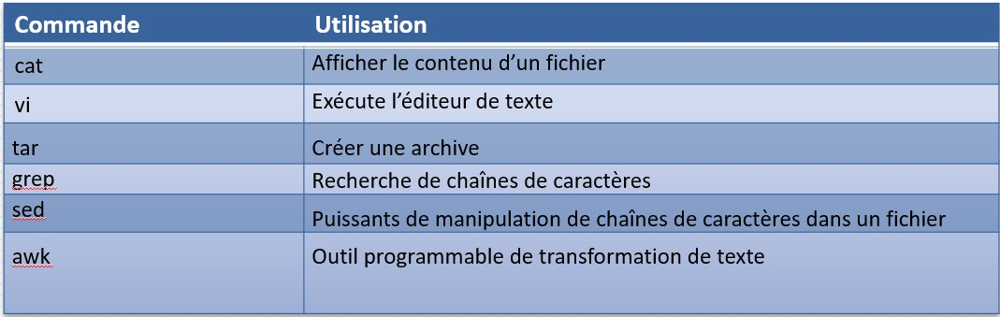 Commande Utilisation
cat Afficher le contenu d’un fichier
vi Exécute l’éditeur de texte
tar Créer une archive
grep Recherche de chaînes de caractères
sed Puissants de manipulation de chaînes de caractères dans un fichier
awk Outil programmable de transformation de texte